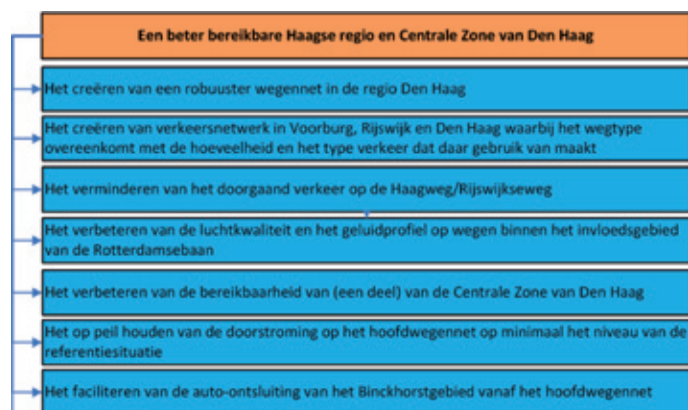 Een beter bereikbare Haagse regio en Centrale Zone van Den Haag
Het creëren van een robuuster wegennet in de regio Den Haag
Het creëren van verkeersnetwerk in Voorburg, Rijswijk en Den Haag waarbij het wegtype
overeenkomt met de hoeveelheid en het type verkeer dat daar gebruik van maakt
Het verminderen van het doorgaand verkeer op de Haagweg/Rijswijkseweg
Het verbeteren van de luchtkwaliteit en het geluidprofiel op wegen binnen het invloedsgebied
van de Rotterdamsebaan
Het verbeteren van de bereikbaarheid van (een deel) van de Centrale Zone van Den Haag
Het op peil houden van de doorstroming op het hoofdwegennet op minimaal het niveau van de
referentiesituatie
Het faciliteren van de auto-ontsluiting van het Binckhorstgebied vanaf het hoofdwegennet